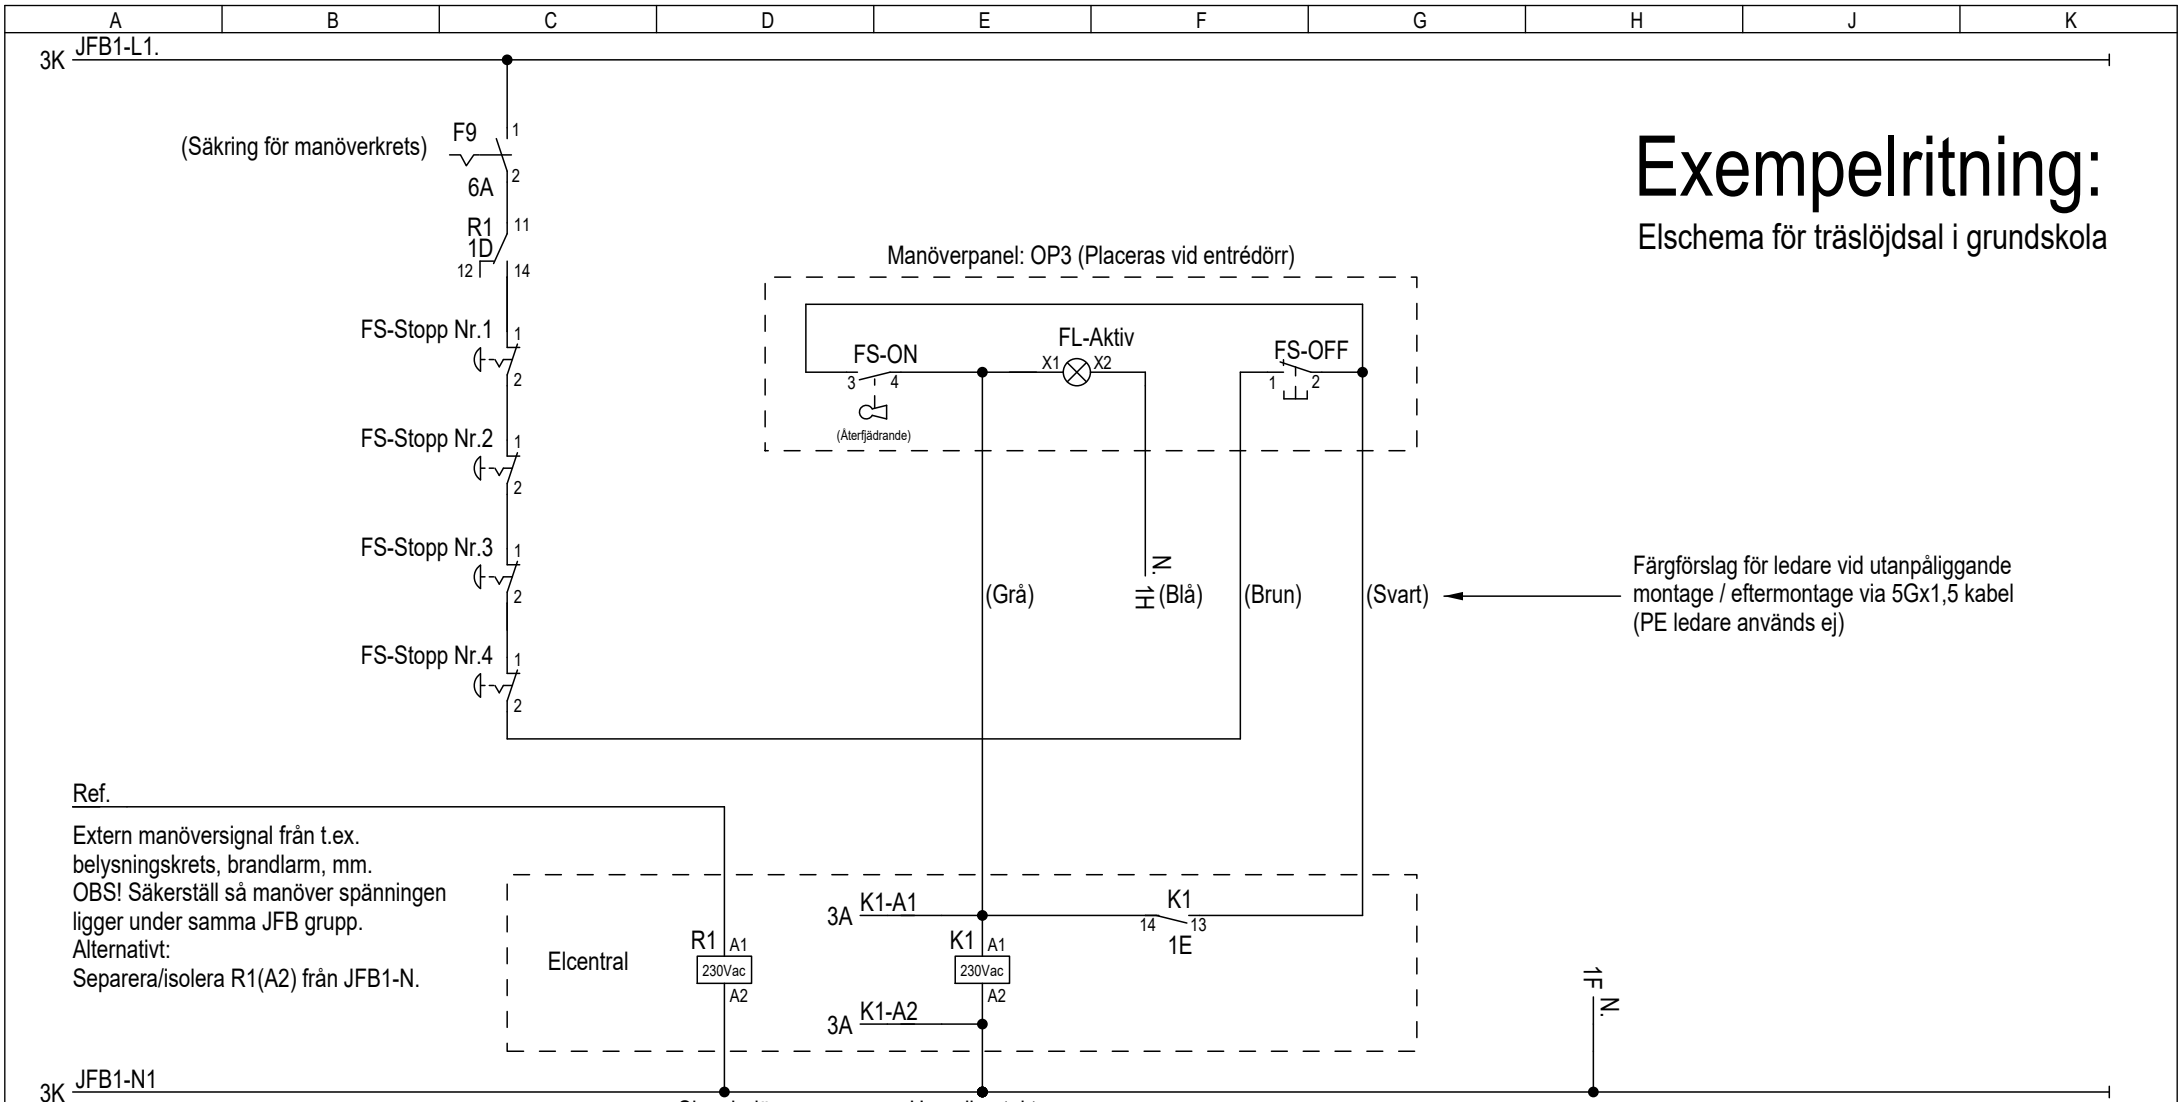 A B C D E F G H J K
3K JFB1-L1.
F9 1
(Säkring för manöverkrets)
2
6A
R1 11
1D
12 14
Exempelritning:
Elschema för träslöjdsal i grundskola
Manöverpanel: OP3 (Placeras vid entrédörr)
FS-Stopp Nr.1 1
2
FS-ON FL-Aktiv FS-OFF
3 4 X1 X2 1 2
(Återfjädrande)
FS-Stopp Nr.2 1
2
FS-Stopp Nr.3 1
2
N.
1H
(Grå) (Blå) (Brun) (Svart)
Färgförslag för ledare vid utanpåliggande
montage / eftermontage via 5Gx1,5 kabel
(PE ledare används ej)
FS-Stopp Nr.4 1
2
Ref.
Extern manöversignal från t.ex.
belysningskrets, brandlarm, mm.
OBS! Säkerställ så manöver spänningen
ligger under samma JFB grupp.
Alternativt:
Separera/isolera R1(A2) från JFB1-N.
Elcentral
3A K1-A1
K1
14 13
1E
R1 A1
230Vac
A2
K1 A1
230Vac
A2
3A K1-A2
1F
N.
3K JFB1-N1